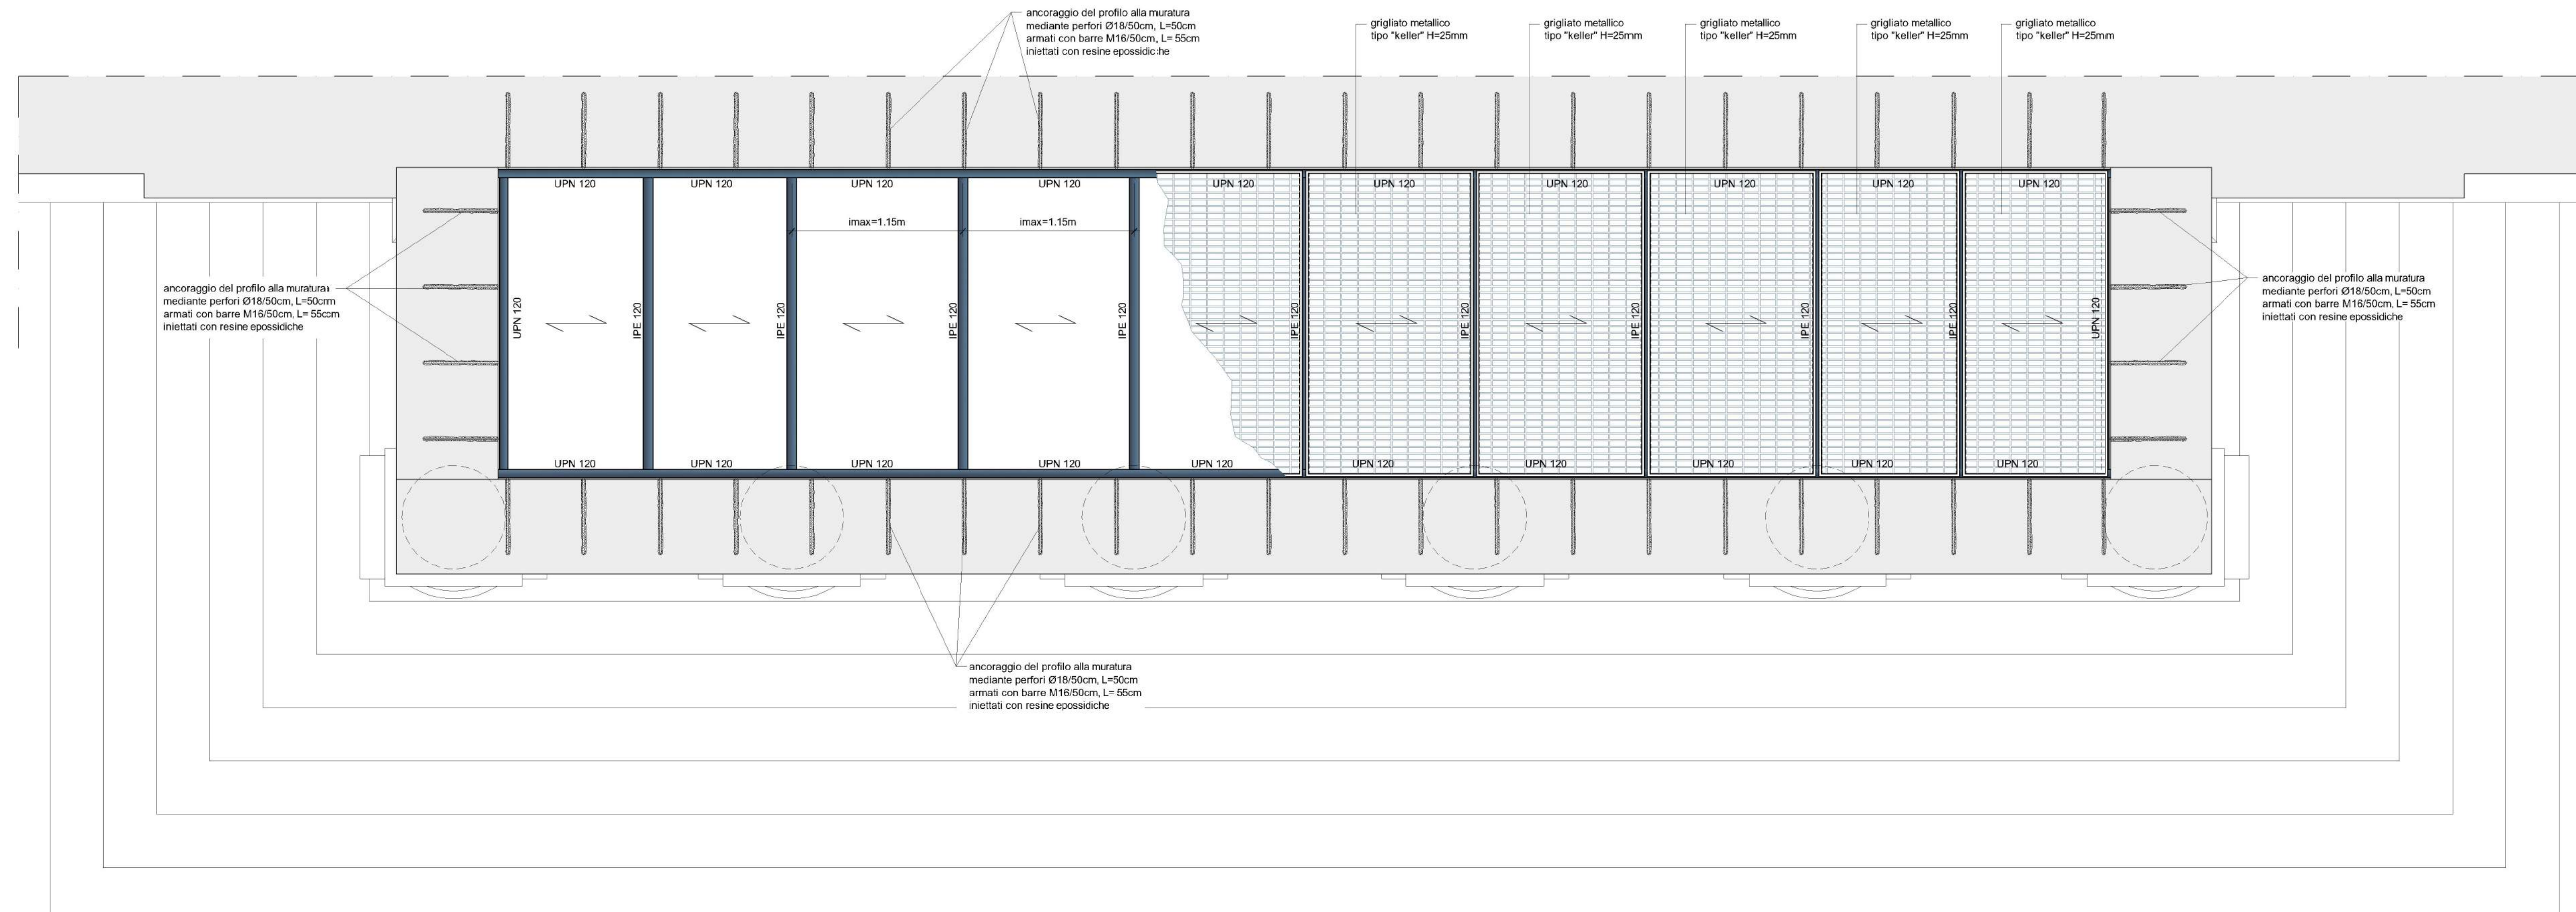 ancoraggio del profilo alla muratura
mediante perfori Ø18/50cm, L=50cm
armati con barre M16/50cm, L= 55cm
iniettati con resine epossidiche
grigliato metallico
tipo "keller" H=25mm
grigliato metallico
tipo "keller" H=25mm
grigliato metallico
tipo "keller" H=25mm
grigliato metallico
tipo "keller" H=25mm
grigliato metallico
tipo "keller" H=25mm
UPN 120
UPN 120
UPN 120
UPN 120
UPN 120
UPN 120
UPN 120
UPN 120
UPN 120
UPN 120
imax=1.15m
imax=1.15m
ancoraggio del profilo alla muratura
mediante perfori Ø18/50cm, L=50cm
armati con barre M16/50cm, L= 55cm
iniettati con resine epossidiche
UPN 120
IPE 120
IPE 120
IPE 120
IPE 120
IPE 120
IPE 120
IPE 120
IPE 120
IPE 120
UPN 120
ancoraggio del profilo alla muratura
mediante perfori Ø18/50cm, L=50cm
armati con barre M16/50cm, L= 55cm
iniettati con resine epossidiche
UPN 120
UPN 120
UPN 120
UPN 120
UPN 120
UPN 120
UPN 120
UPN 120
UPN 120
UPN 120
ancoraggio del profilo alla muratura
mediante perfori Ø18/50cm, L=50cm
armati con barre M16/50cm, L= 55cm
iniettati con resine epossidiche